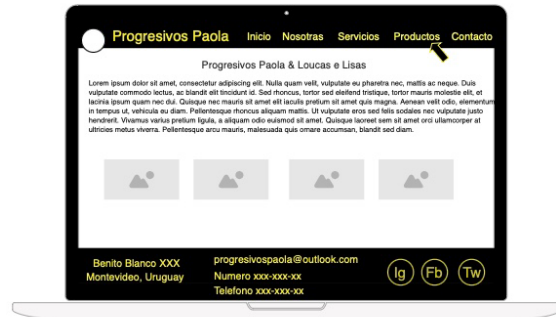 Progresivos Paola Inicio Nosotras Servicios Productos Contacto
Progresivos Paola & Loucas e Lisas
Lorem ipsum dolor sit amet, consectetur adipiscing elit. Nulla quam velit, vulputate eu pharetra nec, mattis ac neque. Duis
vulputate commodo lectus, ac blandit elit tincidunt id. Sed rhoncus, tortor sed eleifend tristique, tortor mauris molestie elit, et
lacinia ipsum quam nec dui. Quisque nec mauris sit amet elit iaculis pretium sit amet quis magna. Aenean velit odio, elementum
in tempus ut, vehicula eu diam. Pellentesque rhoncus aliquam mattis. Ut vulputate eros sed felis sodales nec vulputate justo
hendrerit. Vivamus varius pretium ligula, a aliquam odio euismod sit amet. Quisque laoreet sem sit amet orci ullamcorper at
ultricies metus viverra. Pellentesque arcu mauris, malesuada quis ornare accumsan, blandit sed diam.
Benito Blanco XXX
Montevideo, Uruguay
progresivospaola@outlook.com
Numero xxx-xxx-xx
Telefono xxx-xxx-xx
Ig Fb Tw